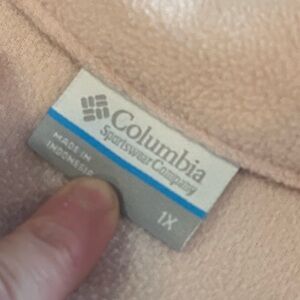 Columbia
Sportswear Company
MADE IN
INDONESIA
1X